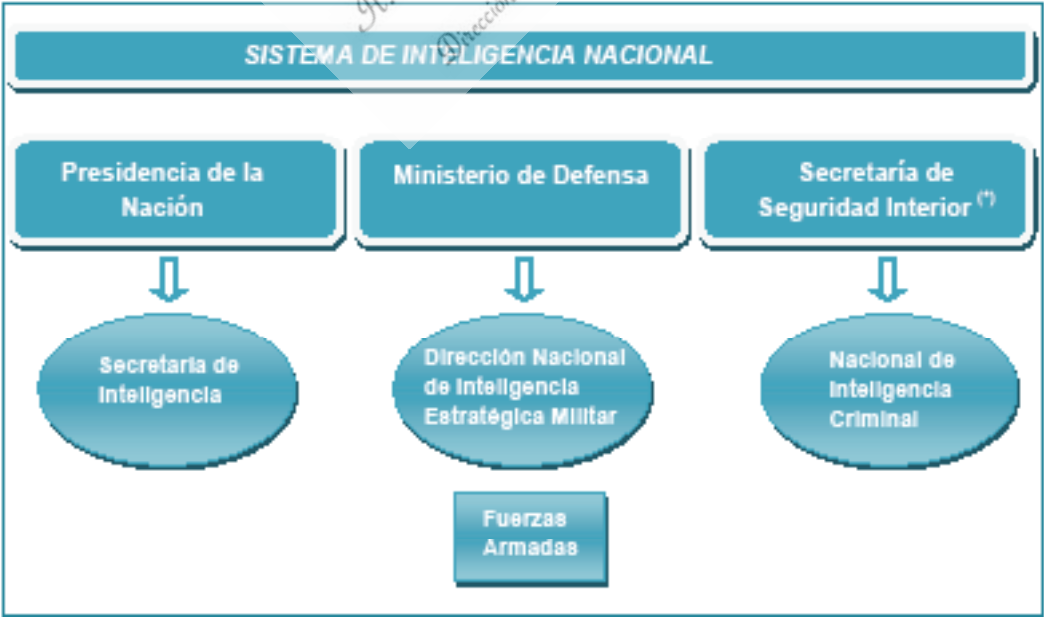 Dirección
SISTEMA DE INTELIGENCIA NACIONAL
Presidencia de la
Nación
Ministerio de Defensa
Secretaría de
Seguridad Interior (*)
Secretaria de
Inteligencia
Dirección Nacional
de Inteligencia
Estratégica Militar
Nacional de
Inteligencia
Criminal
Fuerzas
Armadas